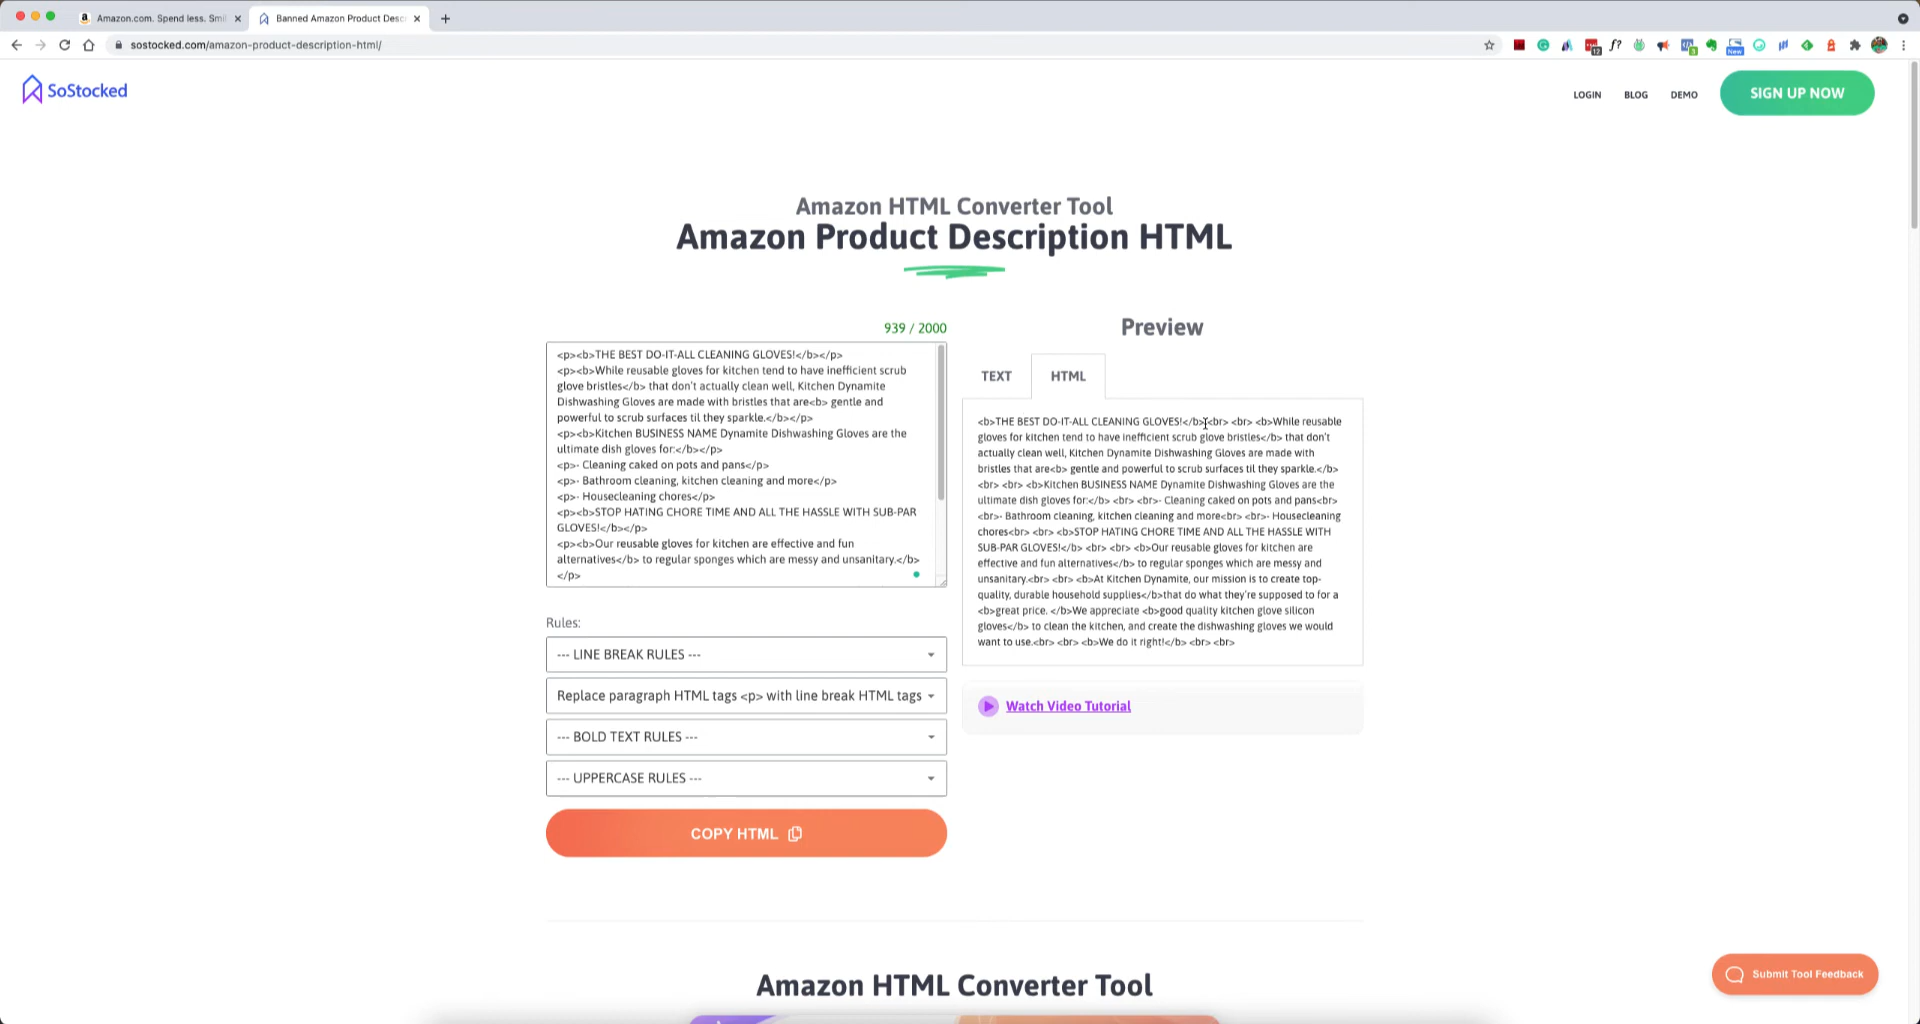 Amazon.com. Spend less. Smil
Banned Amazon Product Desc
sostocked.com/amazon-product-description-html/
SoStocked
LOGIN
BLOG
DEMO
SIGN UP NOW
Amazon HTML Converter Tool
Amazon Product Description HTML
939 / 2000
<p><b>THE BEST DO-IT-ALL CLEANING GLOVES!</b></p>
<p><b>While reusable gloves for kitchen tend to have inefficient scrub
glove bristles</b> that don't actually clean well, Kitchen Dynamite
Dishwashing Gloves are made with bristles that are<b> gentle and
powerful to scrub surfaces til they sparkle.</b></p>
<p><b>Kitchen BUSINESS NAME Dynamite Dishwashing Gloves are the
ultimate dish gloves for:</b></p>
<p>- Cleaning caked on pots and pans</p>
<p>- Bathroom cleaning, kitchen cleaning and more</p>
<p>- Housecleaning chores</p>
<p><b>STOP HATING CHORE TIME AND ALL THE HASSLE WITH SUB-PAR
GLOVES!</b></p>
<p><b>Our reusable gloves for kitchen are effective and fun
alternatives</b> to regular sponges which are messy and unsanitary.</b>
</p>
Preview
TEXT
HTML
<b>THE BEST DO-IT-ALL CLEANING GLOVES!</b><br> <br> <b>While reusable
gloves for kitchen tend to have inefficient scrub glove bristles</b> that don't
actually clean well, Kitchen Dynamite Dishwashing Gloves are made with
bristles that are<b> gentle and powerful to scrub surfaces til they sparkle.</b>
<br> <br> <b>Kitchen BUSINESS NAME Dynamite Dishwashing Gloves are the
ultimate dish gloves for:</b> <br> <br>- Cleaning caked on pots and pans<br>
<br>- Bathroom cleaning, kitchen cleaning and more<br> <br>- Housecleaning
chores<br> <br> <b>STOP HATING CHORE TIME AND ALL THE HASSLE WITH
SUB-PAR GLOVES!</b> <br> <br> <b>Our reusable gloves for kitchen are
effective and fun alternatives</b> to regular sponges which are messy and
unsanitary.<br> <br> <b>At Kitchen Dynamite, our mission is to create top-
quality, durable household supplies</b>that do what they're supposed to for a
<b>great price. </b>We appreciate <b>good quality kitchen glove silicon
gloves</b> to clean the kitchen, and create the dishwashing gloves we would
want to use.<br> <br> <b>We do it right!</b> <br> <br>
Watch Video Tutorial
Rules:
--- LINE BREAK RULES ---
Replace paragraph HTML tags <p> with line break HTML tags
--- BOLD TEXT RULES ---
--- UPPERCASE RULES ---
COPY HTML
Amazon HTML Converter Tool
Submit Tool Feedback